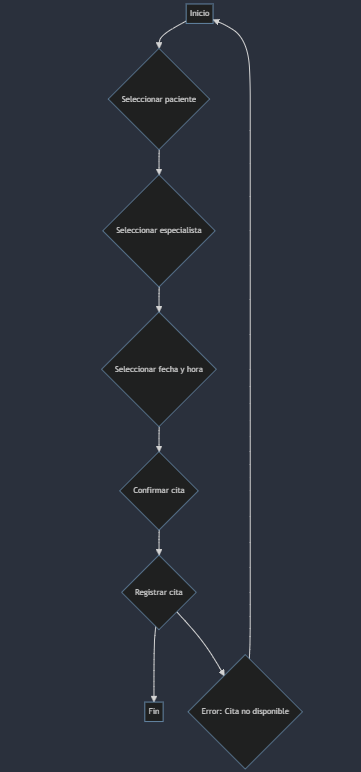 Inicio
Seleccionar paciente
Seleccionar especialista
Seleccionar fecha y hora
Confirmar cita
Registrar cita
Fin
Error: Cita no disponible